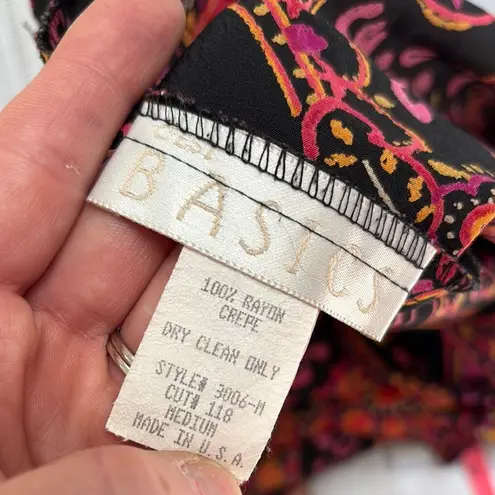 BASICS
100% RAYON
CREPE
DRY CLEAN ONLY
STYLE# 3006-M
CUT# 118
MEDIUM
MADE IN U.S.A